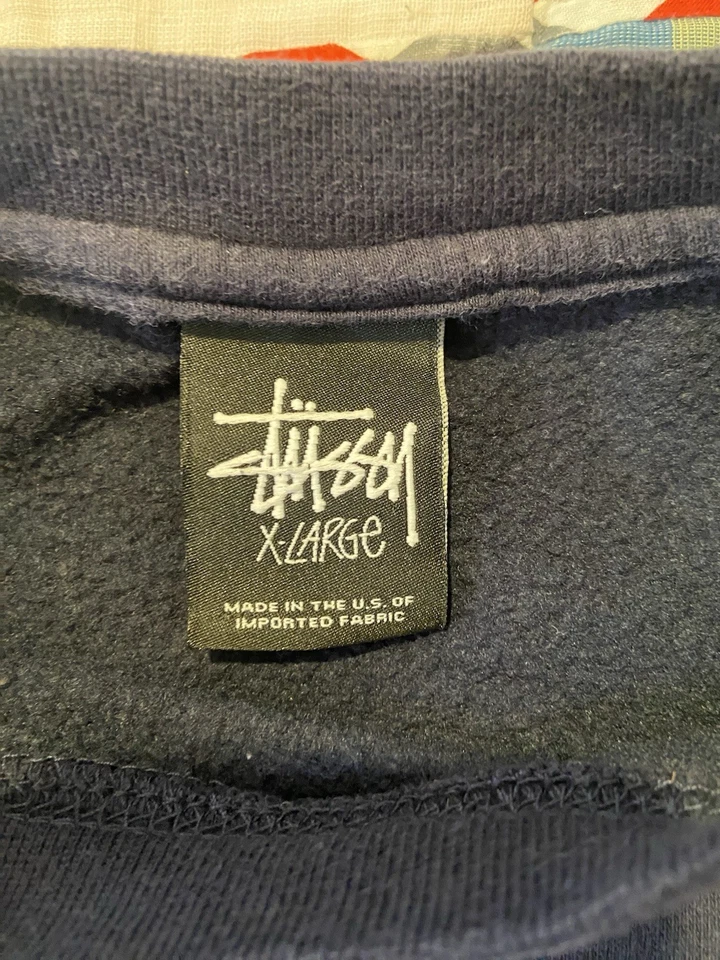 Stüssy
X-LARGE
MADE IN THE U.S. OF
IMPORTED FABRIC